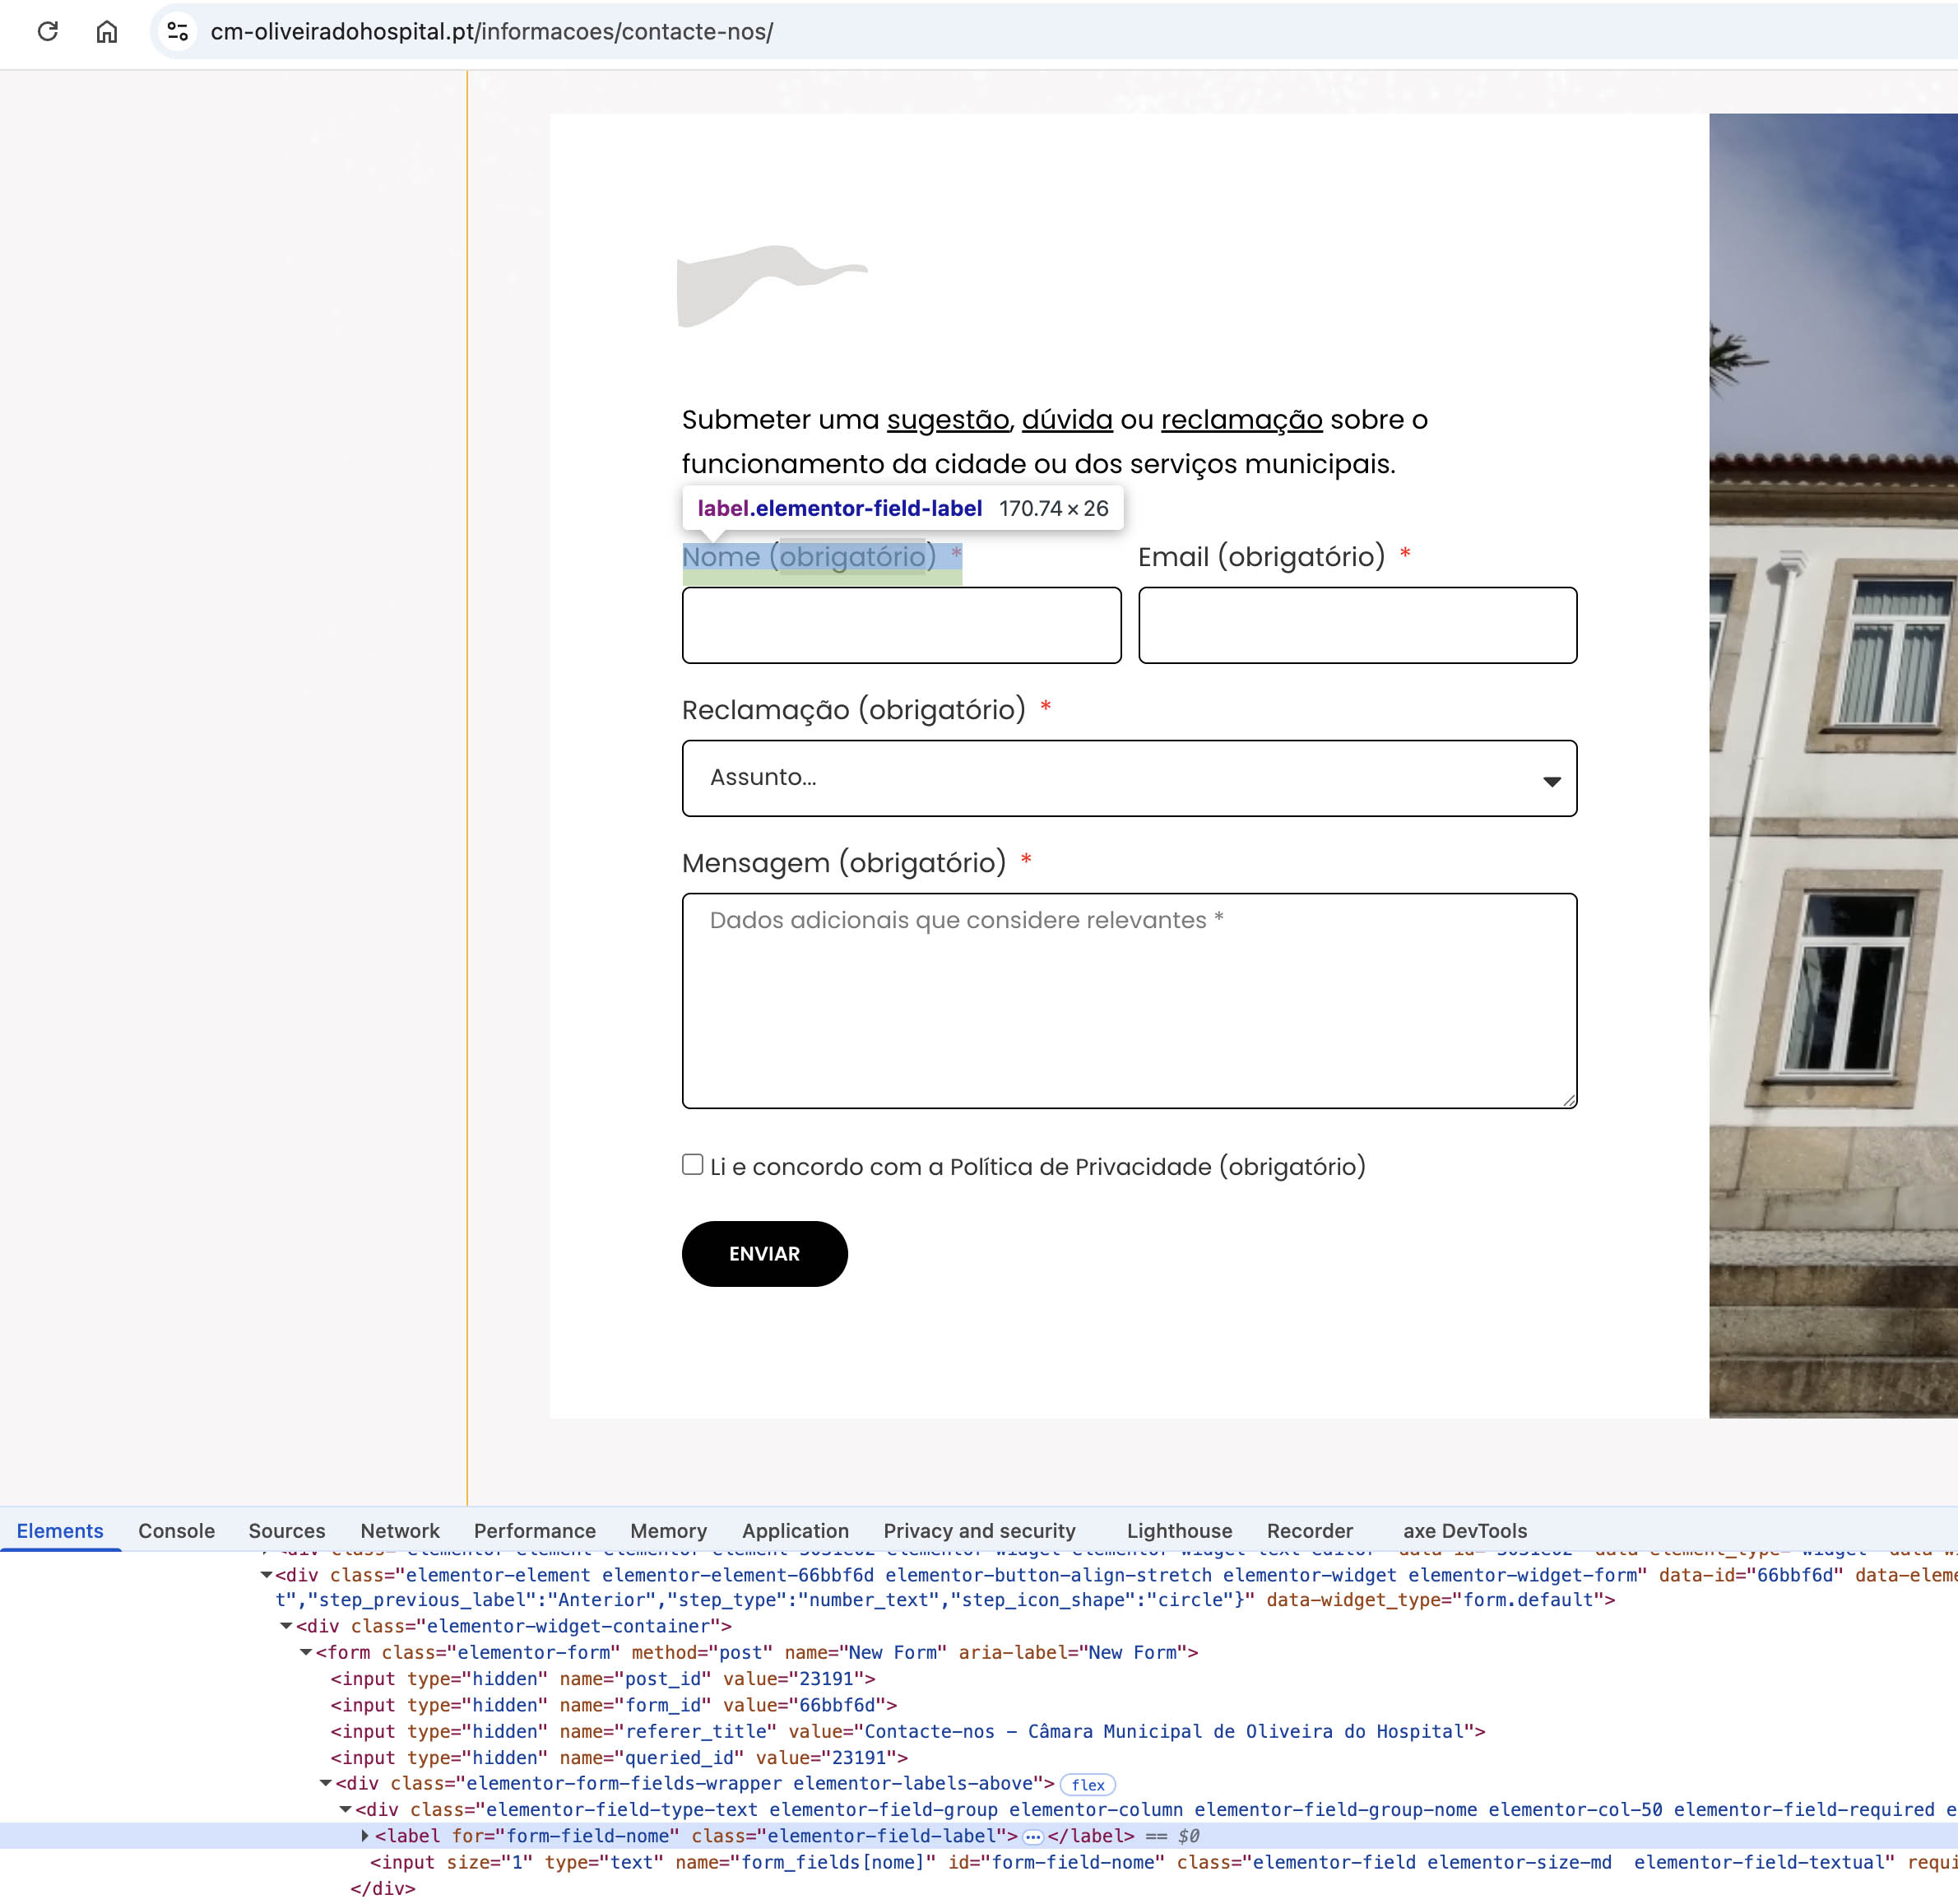 cm-oliveiradohospital.pt/informacoes/contacte-nos/
Submeter uma sugestão, dúvida ou reclamação sobre o
funcionamento da cidade ou dos serviços municipais.
label.elementor-field-label 170.74 × 26
Nome (obrigatório) * Email (obrigatório) *
Reclamação (obrigatório) *
Assunto...
Mensagem (obrigatório) *
Dados adicionais que considere relevantes *
Li e concordo com a Política de Privacidade (obrigatório)
ENVIAR
Elements Console Sources Network Performance Memory Application Privacy and security Lighthouse Recorder axe DevTools
<div class="elementor-element elementor-element-66bbf6d elementor-button-align-stretch elementor-widget elementor-widget-form" data-id="66bbf6d" data-eleme
t","step_previous_label":"Anterior","step_type":"number_text","step_icon_shape":"circle"}" data-widget_type="form.default">
<div class="elementor-widget-container">
<form class="elementor-form" method="post" name="New Form" aria-label="New Form">
<input type="hidden" name="post_id" value="23191">
<input type="hidden" name="form_id" value="66bbf6d">
<input type="hidden" name="referer_title" value="Contacte-nos – Câmara Municipal de Oliveira do Hospital">
<input type="hidden" name="queried_id" value="23191">
<div class="elementor-form-fields-wrapper elementor-labels-above"> flex
<div class="elementor-field-type-text elementor-field-group elementor-column elementor-field-group-nome elementor-col-50 elementor-field-required e
<label for="form-field-nome" class="elementor-field-label"> … </label> == $0
<input size="1" type="text" name="form_fields[nome]" id="form-field-nome" class="elementor-field elementor-size-md  elementor-field-textual" requi
</div>